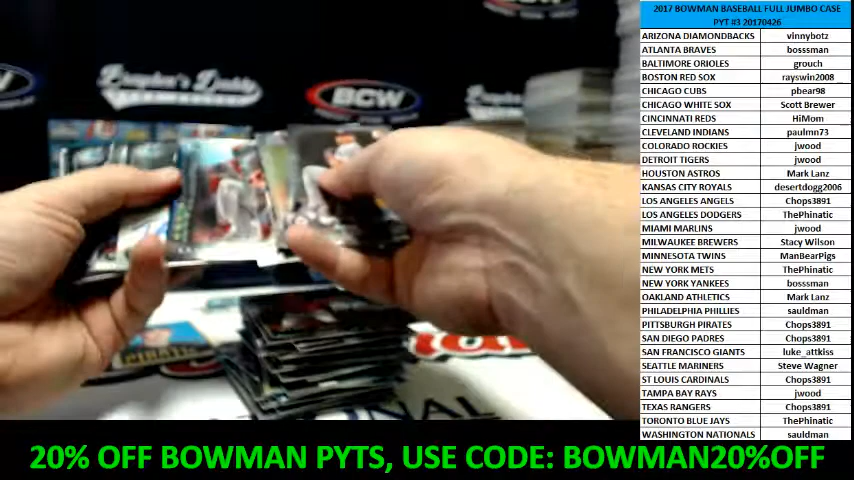 2017 BOWMAN BASEBALL FULL JUMBO CASE
PYT #3 20170426
ARIZONA DIAMONDBACKS vinnybotz
ATLANTA BRAVES bosssman
BALTIMORE ORIOLES grouch
BOSTON RED SOX rayswin2008
CHICAGO CUBS pbear98
CHICAGO WHITE SOX Scott Brewer
CINCINNATI REDS HiMom
CLEVELAND INDIANS paulmn73
COLORADO ROCKIES jwood
DETROIT TIGERS jwood
HOUSTON ASTROS Mark Lanz
KANSAS CITY ROYALS desertdogg2006
LOS ANGELES ANGELS Chops3891
LOS ANGELES DODGERS ThePhinatic
MIAMI MARLINS jwood
MILWAUKEE BREWERS Stacy Wilson
MINNESOTA TWINS ManBearPigs
NEW YORK METS ThePhinatic
NEW YORK YANKEES bosssman
OAKLAND ATHLETICS Mark Lanz
PHILADELPHIA PHILLIES sauldman
PITTSBURGH PIRATES Chops3891
SAN DIEGO PADRES Chops3891
SAN FRANCISCO GIANTS luke_attkiss
SEATTLE MARINERS Steve Wagner
ST LOUIS CARDINALS Chops3891
TAMPA BAY RAYS jwood
TEXAS RANGERS Chops3891
TORONTO BLUE JAYS ThePhinatic
WASHINGTON NATIONALS sauldman
Brayden's Daddy
BCW
PIRATES
20% OFF BOWMAN PYTS, USE CODE: BOWMAN20%OFF